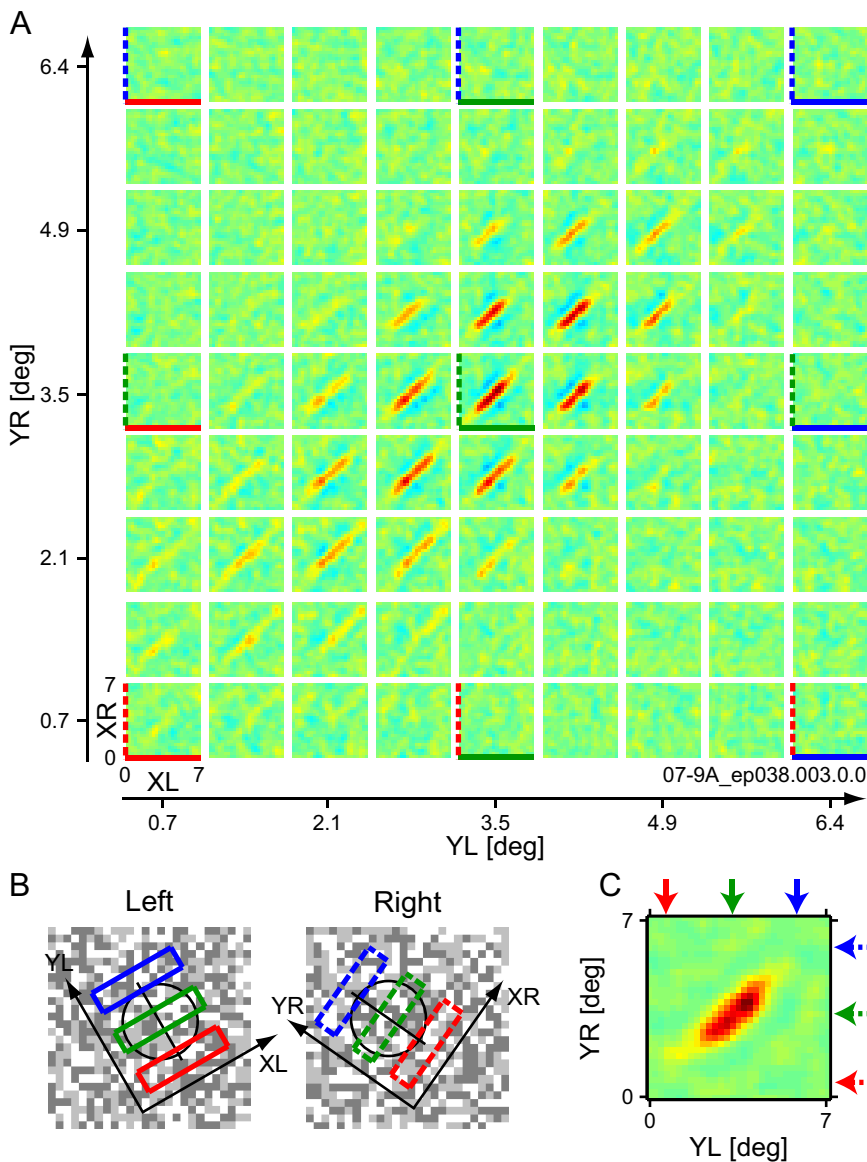 A
6.4
4.9
3.5
2.1
0.7
YR [deg]
7
XR
0
0 7
XL
07-9A_ep038.003.0.0
0.7 2.1 3.5 4.9 6.4
YL [deg]
B
Left
Right
YL
XL
YR
XR
C
7
YR [deg]
0
0 7
YL [deg]